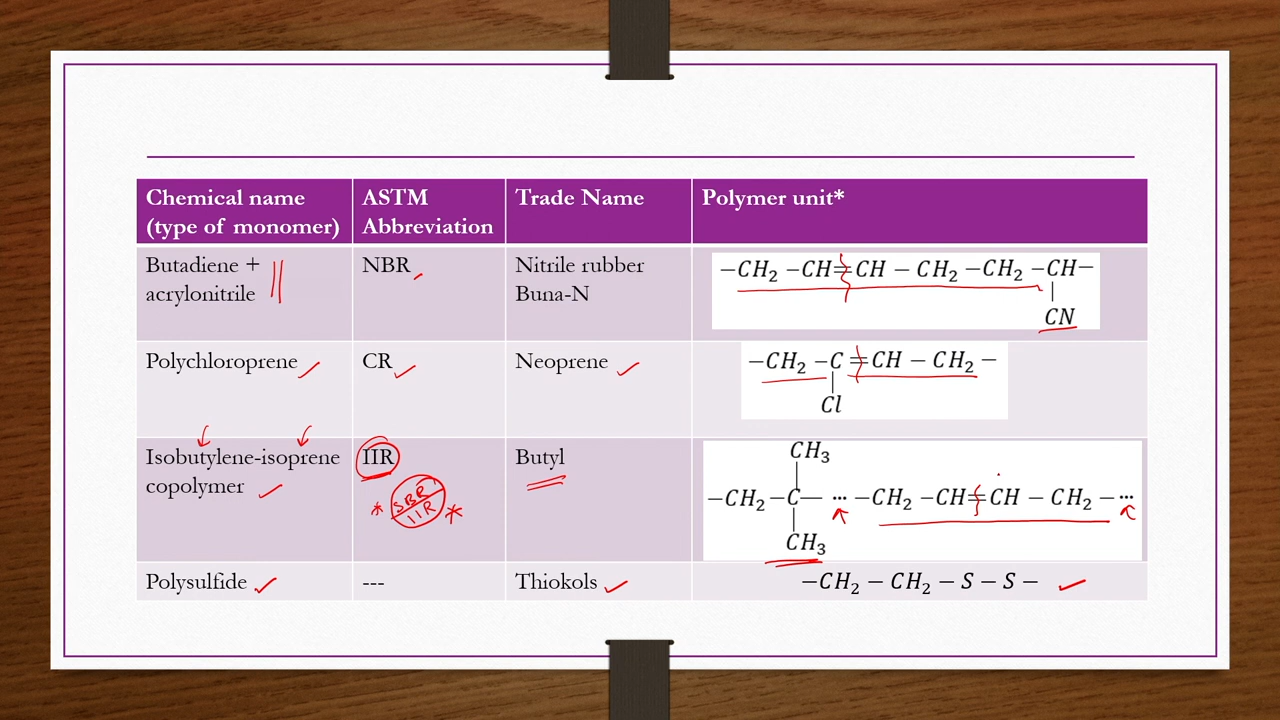 Chemical name
(type of monomer)
ASTM
Abbreviation
Trade Name
Polymer unit*
Butadiene +
acrylonitrile
NBR
Nitrile rubber
Buna-N
−CH₂ −CH=CH − CH₂ −CH₂ −CH−
|
CN
Polychloroprene
CR
Neoprene
−CH₂ −C=CH − CH₂ −
|
Cl
Isobutylene-isoprene
copolymer
IIR
* SBR *
IIR
Butyl
CH₃
|
−CH₂−C− ⋯ −CH₂ −CH=CH − CH₂ −⋯
|
CH₃
Polysulfide
---
Thiokols
−CH₂ − CH₂ − S − S −